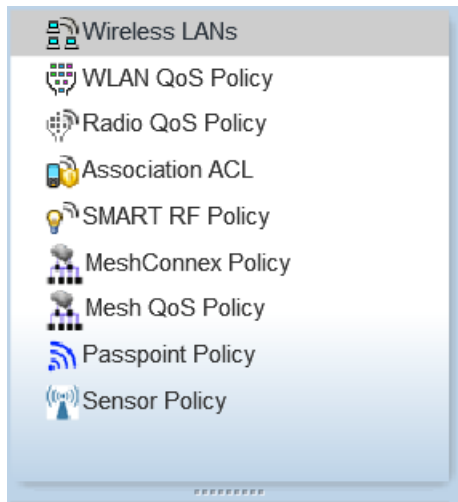 Wireless LANs
WLAN QoS Policy
Radio QoS Policy
Association ACL
SMART RF Policy
MeshConnex Policy
Mesh QoS Policy
Passpoint Policy
Sensor Policy